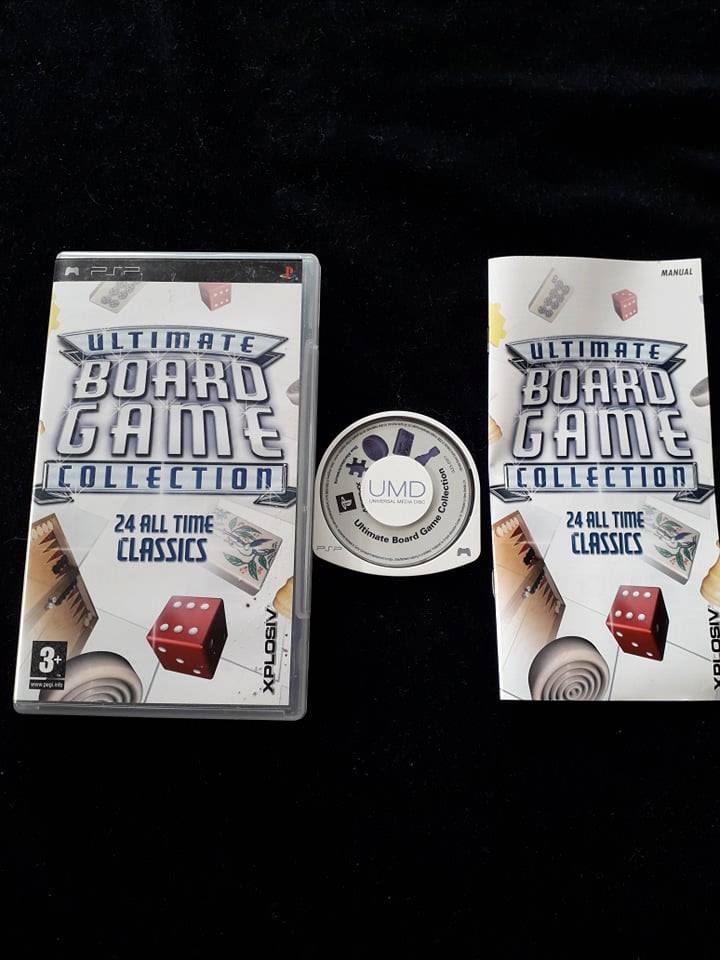 PSP
ULTIMATE
BOARD
GAME
COLLECTION
24 ALL TIME
CLASSICS
3+
www.pegi.info
XPLOSIV
UMD
UNIVERSAL MEDIA DISC
Ultimate Board Game Collection
PSP
MANUAL
ULTIMATE
BOARD
GAME
COLLECTION
24 ALL TIME
CLASSICS
XPLOSIV